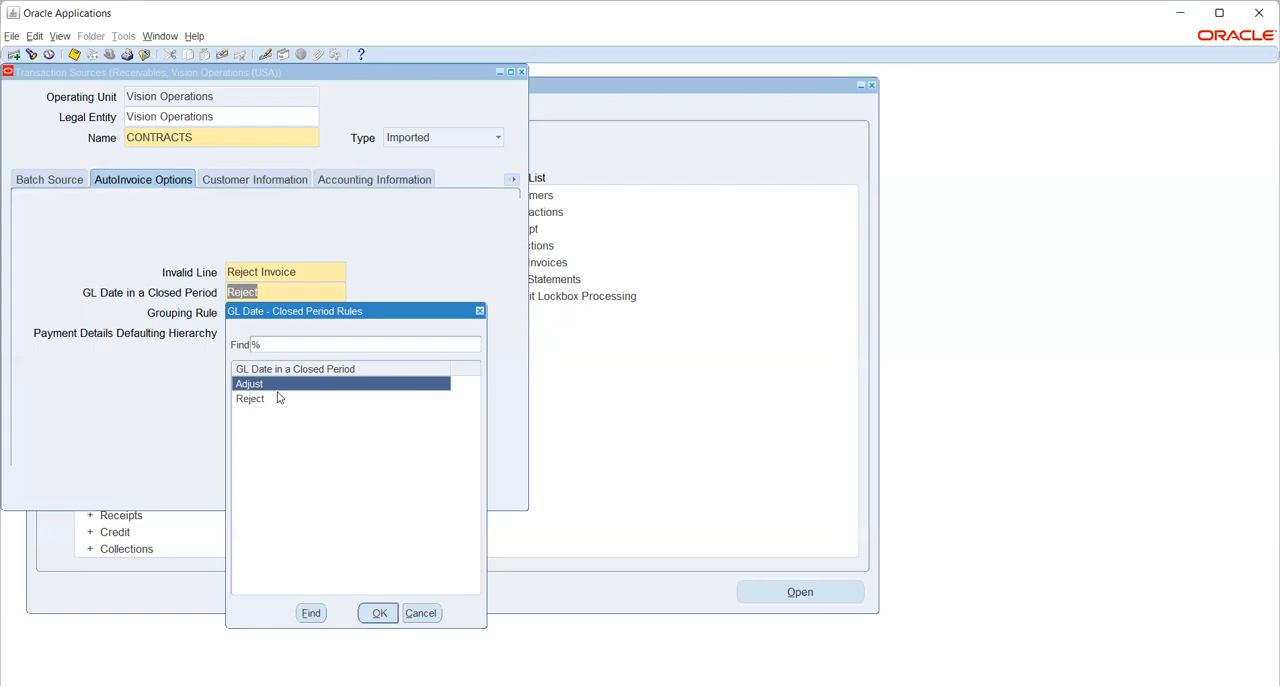 Oracle Applications
File Edit View Folder Tools Window Help
ORACLE
Transaction Sources (Receivables, Vision Operations (USA))
Operating Unit Vision Operations
Legal Entity Vision Operations
Name CONTRACTS Type Imported
Batch Source AutoInvoice Options Customer Information Accounting Information
List
mers
actions
pt
ctions
Invoices
Statements
it Lockbox Processing
Invalid Line Reject Invoice
GL Date in a Closed Period Reject
Grouping Rule
Payment Details Defaulting Hierarchy
GL Date - Closed Period Rules
Find %
GL Date in a Closed Period
Adjust
Reject
Find OK Cancel
+ Receipts
+ Credit
+ Collections
Open